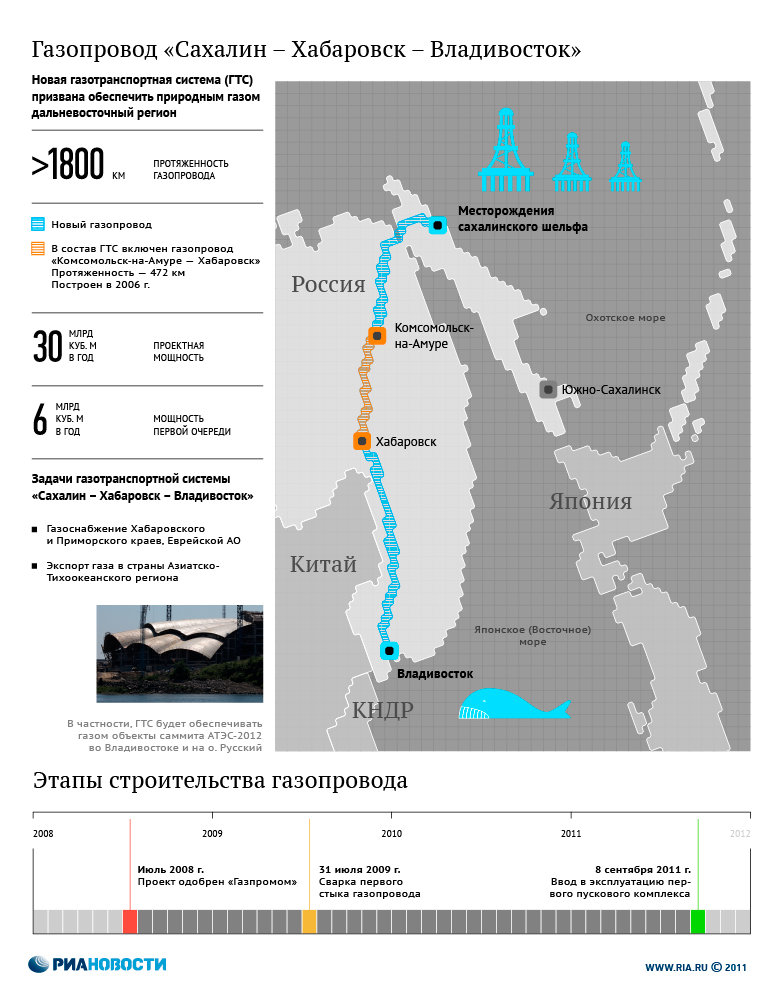 Газопровод «Сахалин – Хабаровск – Владивосток»
Новая газотранспортная система (ГТС)
призвана обеспечить природным газом
дальневосточный регион
>1800 КМ
ПРОТЯЖЕННОСТЬ
ГАЗОПРОВОДА
Новый газопровод
В состав ГТС включен газопровод
«Комсомольск-на-Амуре — Хабаровск»
Протяженность — 472 км
Построен в 2006 г.
30
МЛРД
КУБ. М
В ГОД
ПРОЕКТНАЯ
МОЩНОСТЬ
6
МЛРД
КУБ. М
В ГОД
МОЩНОСТЬ
ПЕРВОЙ ОЧЕРЕДИ
Задачи газотранспортной системы
«Сахалин – Хабаровск – Владивосток»
Газоснабжение Хабаровского
и Приморского краев, Еврейской АО
Экспорт газа в страны Азиатско-
Тихоокеанского региона
В частности, ГТС будет обеспечивать
газом объекты саммита АТЭС-2012
во Владивостоке и на о. Русский
Месторождения
сахалинского шельфа
Россия
Охотское море
Комсомольск-
на-Амуре
Южно-Сахалинск
Хабаровск
Япония
Китай
Японское (Восточное)
море
Владивосток
КНДР
Этапы строительства газопровода
2008
2009
2010
2011
2012
Июль 2008 г.
Проект одобрен «Газпромом»
31 июля 2009 г.
Сварка первого
стыка газопровода
8 сентября 2011 г.
Ввод в эксплуатацию пер-
вого пускового комплекса
РИАНОВОСТИ
WWW.RIA.RU © 2011